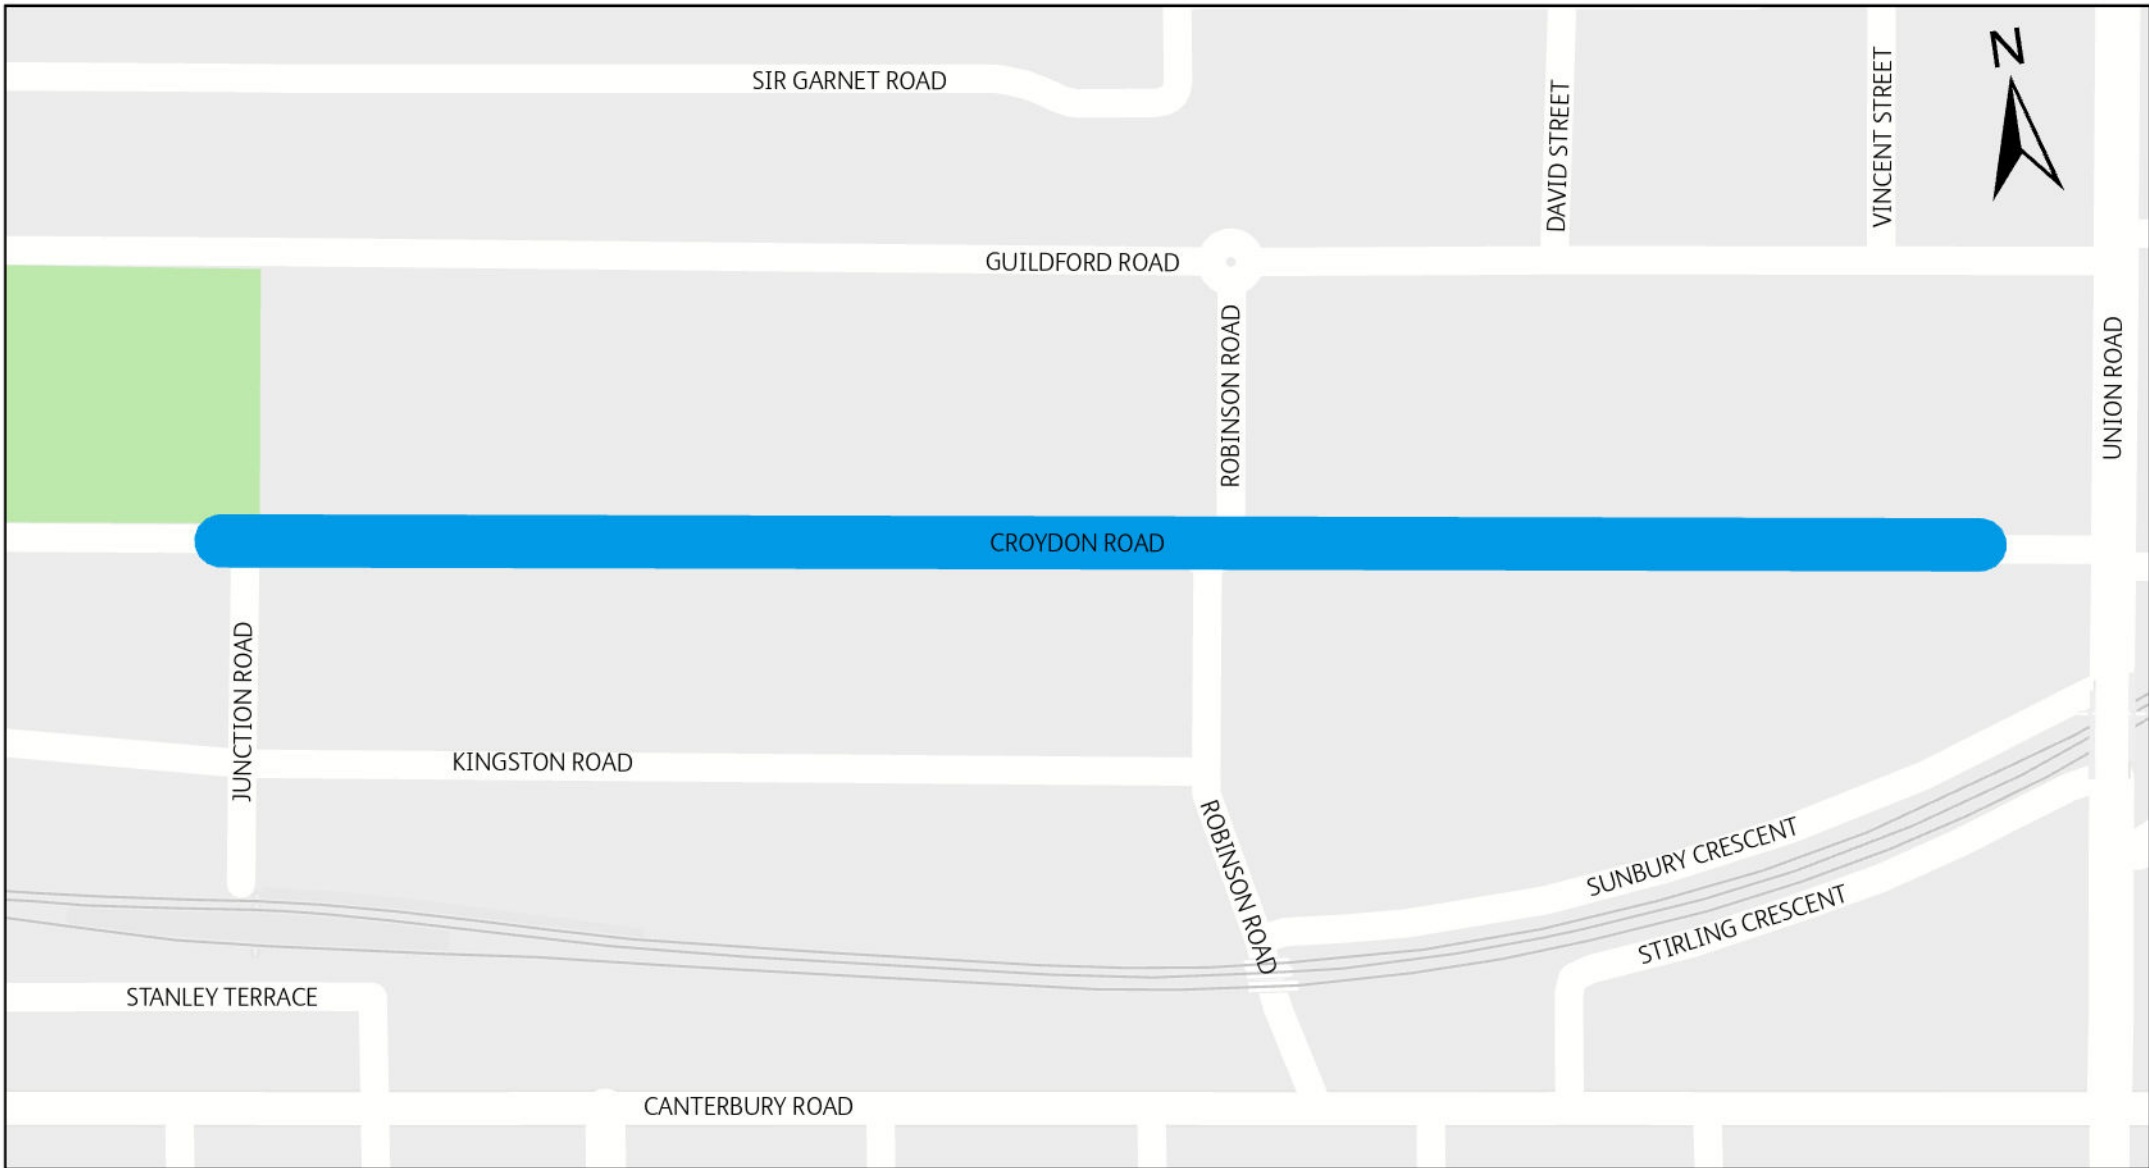 N
SIR GARNET ROAD
DAVID STREET
VINCENT STREET
GUILDFORD ROAD
ROBINSON ROAD
UNION ROAD
CROYDON ROAD
JUNCTION ROAD
KINGSTON ROAD
ROBINSON ROAD
SUNBURY CRESCENT
STIRLING CRESCENT
STANLEY TERRACE
CANTERBURY ROAD